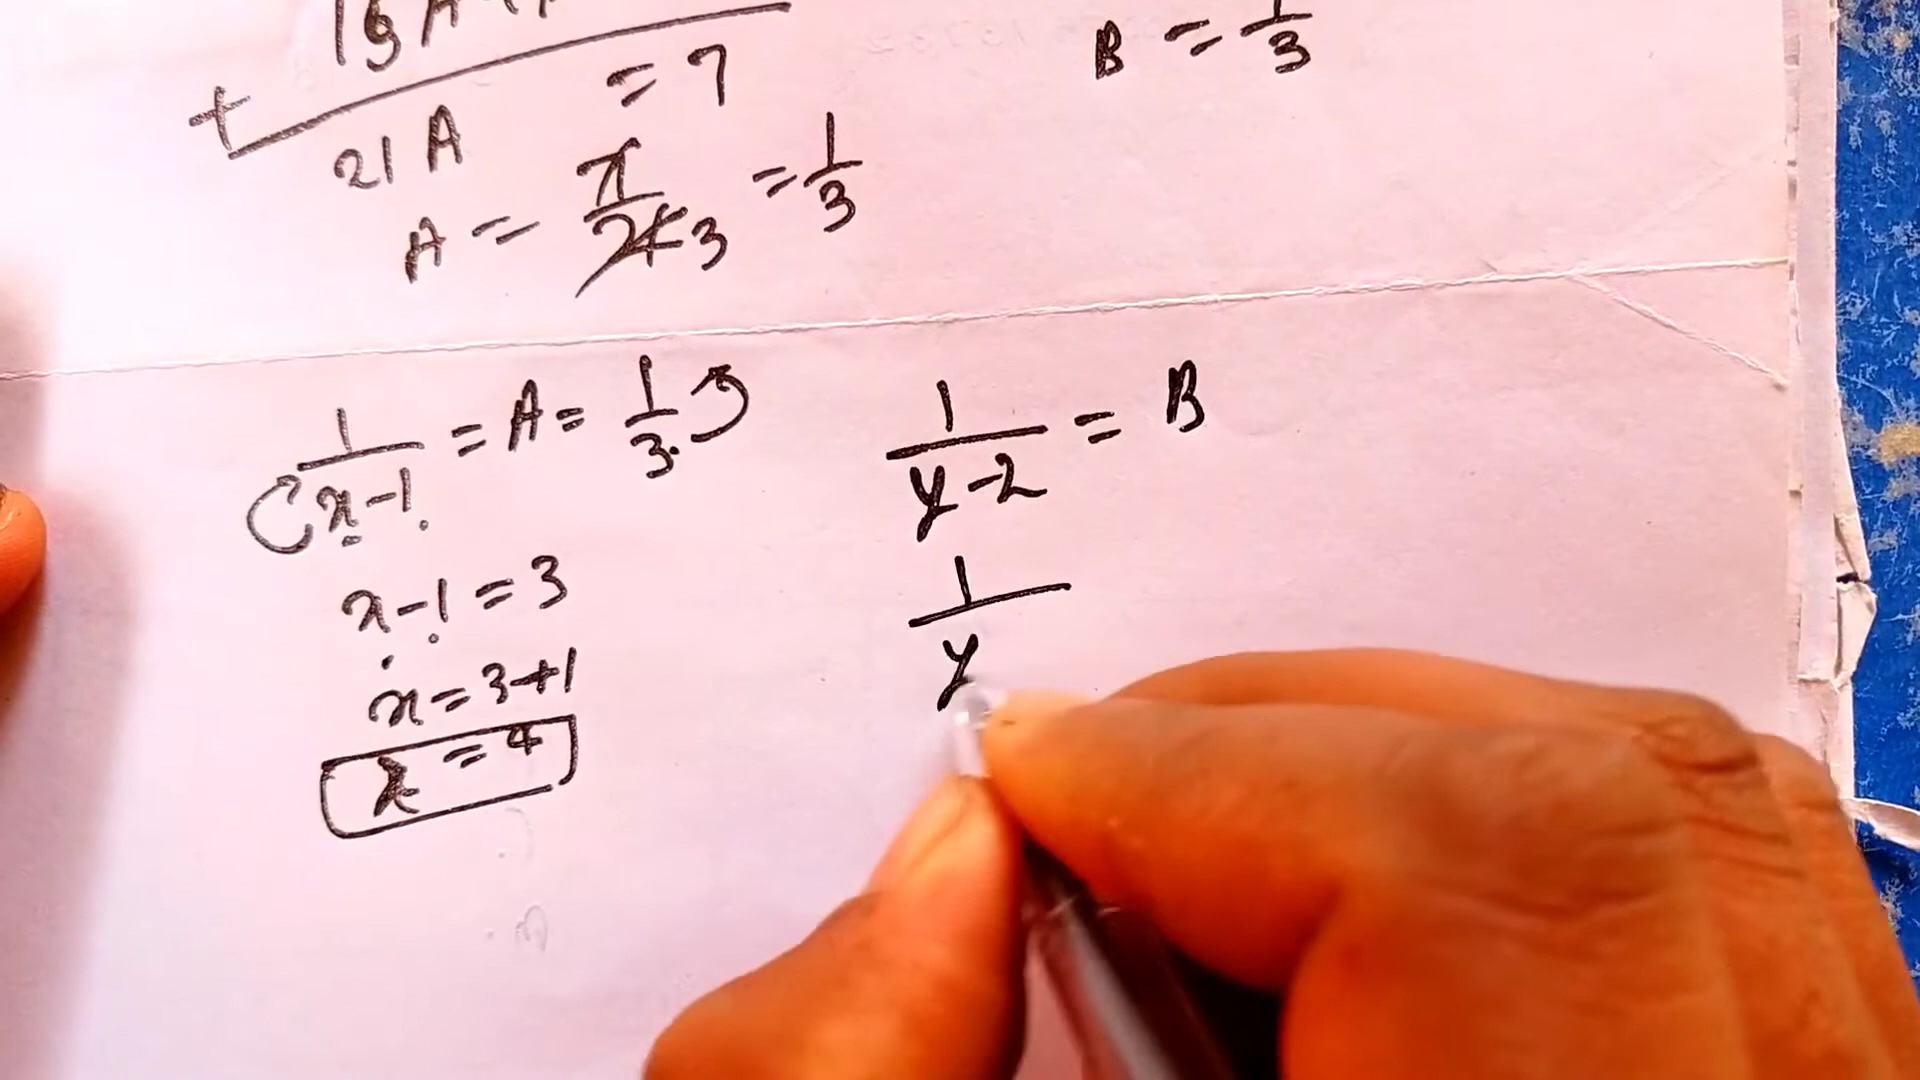 B = 1/3
+
21A = 7
A = 7/21 3 = 1/3
1/(x-1) = A = 1/3
x-1 = 3
x = 3+1
x = 4
1/(y-2) = B
1/y